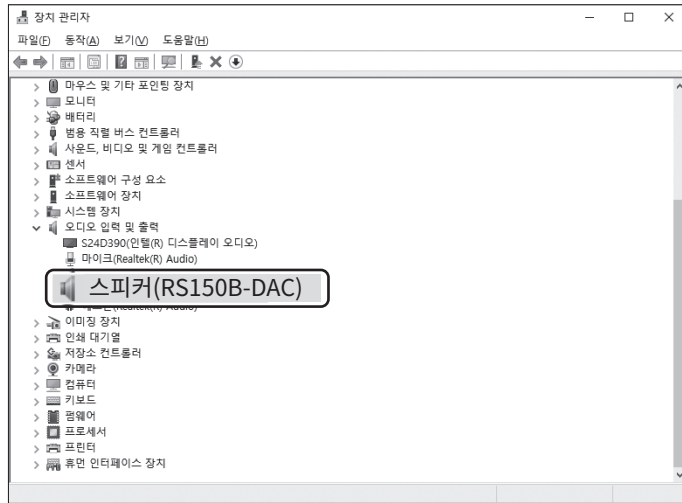 장치 관리자
파일(F) 동작(A) 보기(V) 도움말(H)
마우스 및 기타 포인팅 장치
모니터
배터리
범용 직렬 버스 컨트롤러
사운드, 비디오 및 게임 컨트롤러
센서
소프트웨어 구성 요소
소프트웨어 장치
시스템 장치
오디오 입력 및 출력
S24D390(인텔(R) 디스플레이 오디오)
마이크(Realtek(R) Audio)
스피커(RS150B-DAC)
(Realtek(R) Audio)
이미징 장치
인쇄 대기열
저장소 컨트롤러
카메라
컴퓨터
키보드
펌웨어
프로세서
프린터
휴먼 인터페이스 장치